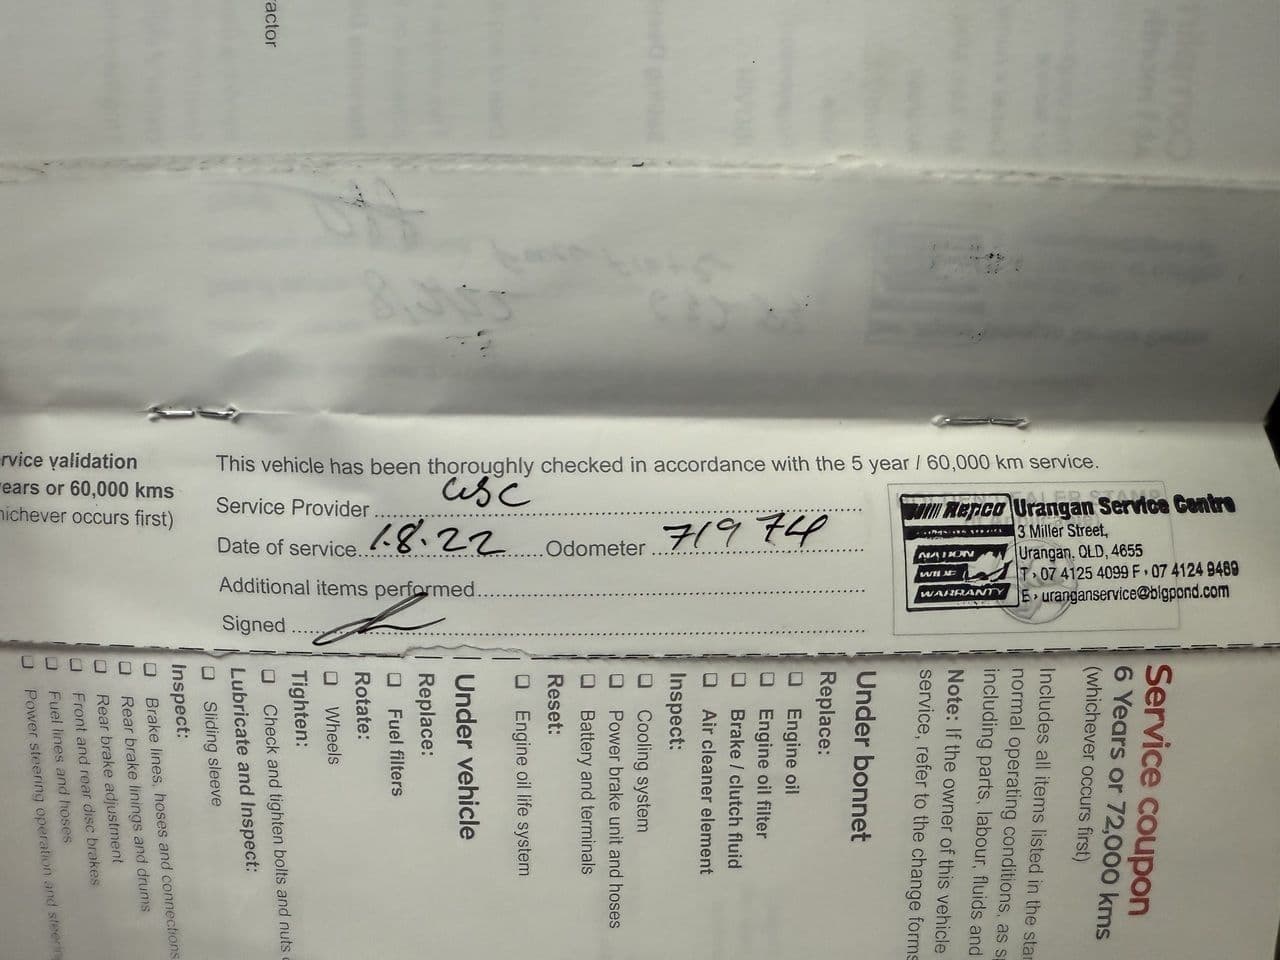 actor
rvice validation
ears or 60,000 kms
hichever occurs first)
This vehicle has been thoroughly checked in accordance with the 5 year / 60,000 km service.
Service Provider USC
Date of service 1.8.22 Odometer 71974
Additional items performed
Signed
REPCO
NATION
WIDE
WARRANTY
Urangan Service Centre
3 Miller Street,
Urangan, QLD, 4655
T › 07 4125 4099 F › 07 4124 9489
E › uranganservice@bigpond.com
Service coupon
6 Years or 72,000 kms
(whichever occurs first)
Includes all items listed in the star
normal operating conditions, as s
including parts, labour, fluids and
Note: If the owner of this vehicle
service, refer to the change forms
Under bonnet
Replace:
☐ Engine oil
☐ Engine oil filter
☐ Brake / clutch fluid
☐ Air cleaner element
Inspect:
☐ Cooling system
☐ Power brake unit and hoses
☐ Battery and terminals
Reset:
☐ Engine oil life system
Under vehicle
Replace:
☐ Fuel filters
Rotate:
☐ Wheels
Tighten:
☐ Check and tighten bolts and nuts
Lubricate and Inspect:
☐ Sliding sleeve
Inspect:
☐ Brake lines, hoses and connections
☐ Rear brake linings and drums
☐ Rear brake adjustment
☐ Front and rear disc brakes
☐ Fuel lines and hoses
☐ Power steering operation and steerin